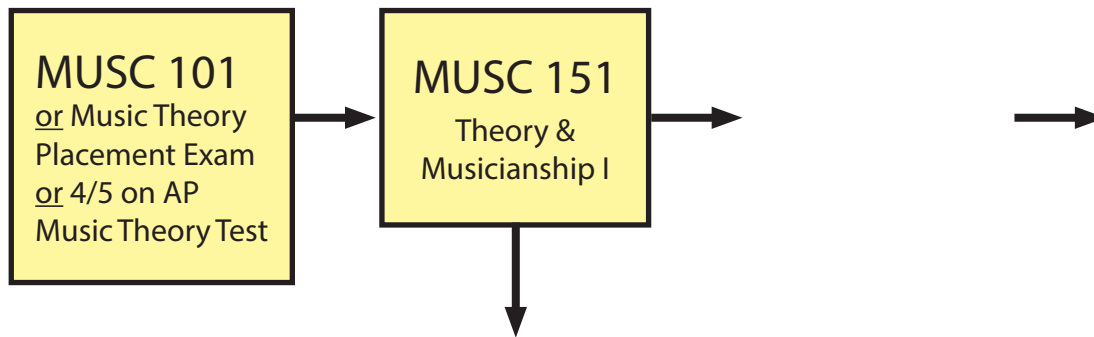 MUSC 101
or Music Theory
Placement Exam
or 4/5 on AP
Music Theory Test
MUSC 151
Theory &
Musicianship I